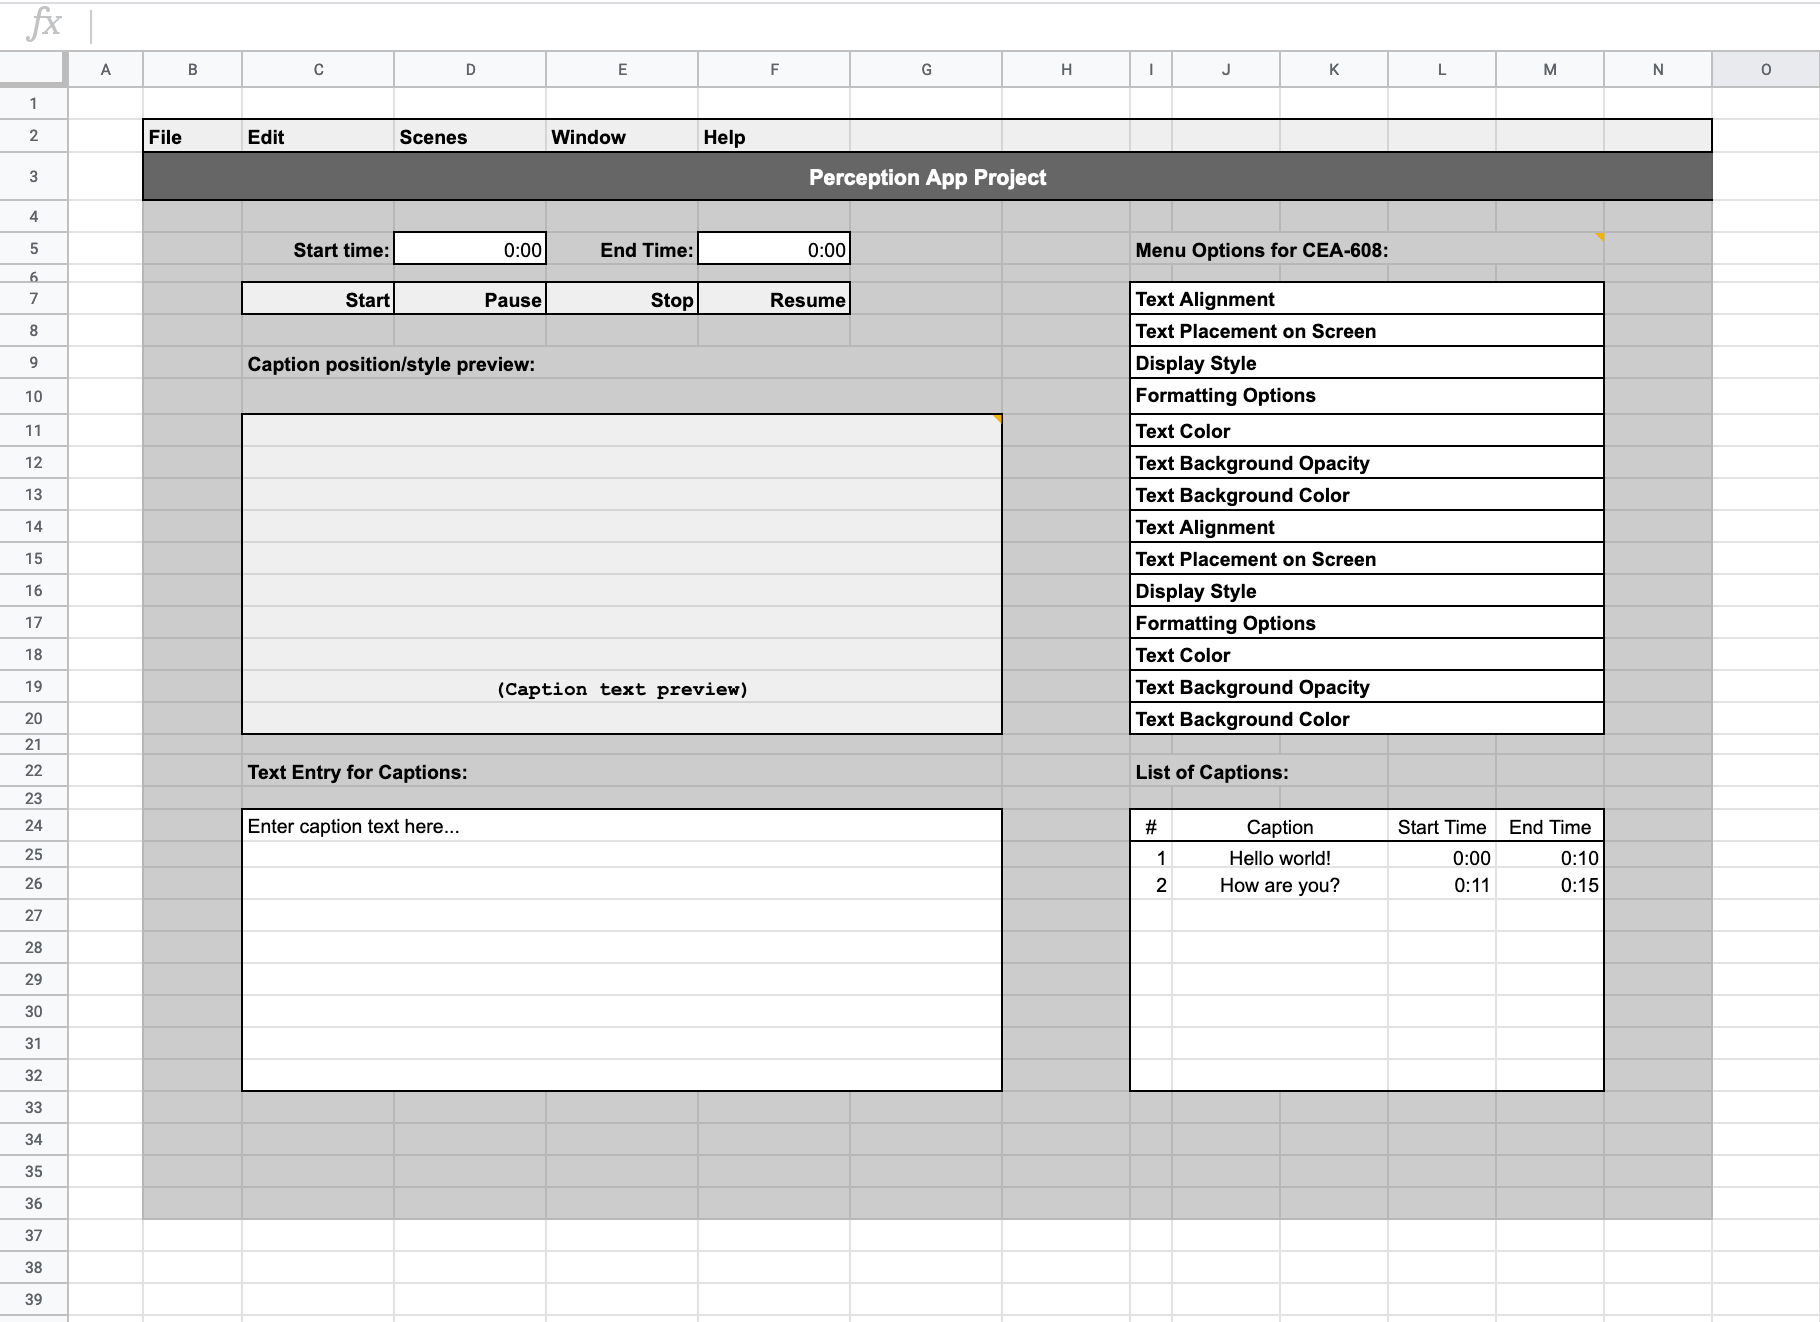 fx
A B C D E F G H I J K L M N O
1
2 File Edit Scenes Window Help
3 Perception App Project
4
5 Start time: 0:00 End Time: 0:00 Menu Options for CEA-608:
6
7 Start Pause Stop Resume Text Alignment
8 Text Placement on Screen
9 Caption position/style preview: Display Style
10 Formatting Options
11 Text Color
12 Text Background Opacity
13 Text Background Color
14 Text Alignment
15 Text Placement on Screen
16 Display Style
17 Formatting Options
18 Text Color
19 (Caption text preview) Text Background Opacity
20 Text Background Color
21
22 Text Entry for Captions: List of Captions:
23
24 Enter caption text here... # Caption Start Time End Time
25 1 Hello world! 0:00 0:10
26 2 How are you? 0:11 0:15
27
28
29
30
31
32
33
34
35
36
37
38
39